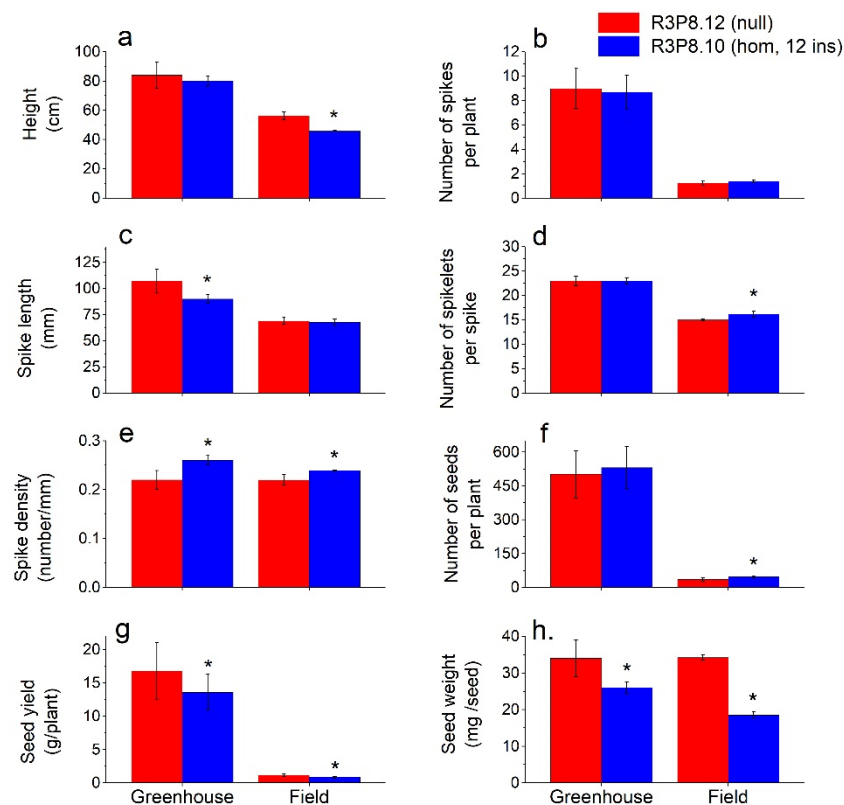 R3P8.12 (null)
R3P8.10 (hom, 12 ins)
a
Height
(cm)
100
80
60
40
20
0
*
b
Number of spikes
per plant
12
10
8
6
4
2
0
c
Spike length
(mm)
125
100
75
50
25
0
*
d
Number of spikelets
per spike
30
25
20
15
10
5
0
*
e
Spike density
(number/mm)
0.3
0.2
0.1
0.0
*
*
f
Number of seeds
per plant
600
450
300
150
0
*
g
Seed yield
(g/plant)
20
15
10
5
0
*
*
Greenhouse
Field
h.
Seed weight
(mg /seed)
40
30
20
10
0
*
*
Greenhouse
Field